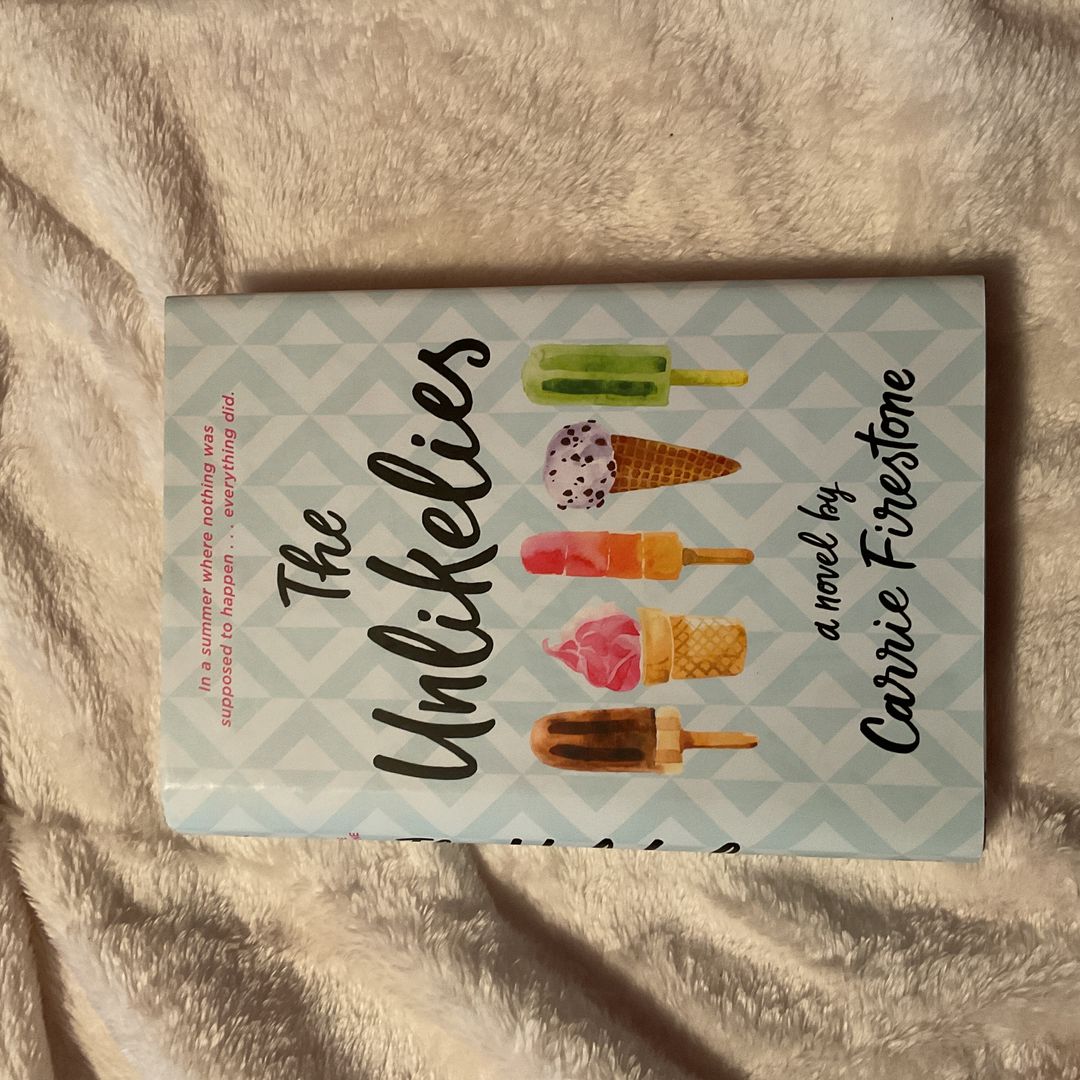 In a summer where nothing was
supposed to happen . . . everything did.
The
Unlikelies
a novel by
Carrie Firestone